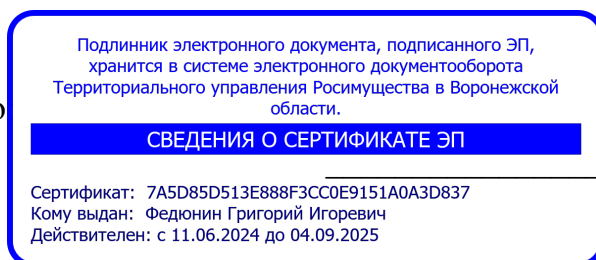 Подлинник электронного документа, подписанного ЭП,
хранится в системе электронного документооборота
Территориального управления Росимущества в Воронежской
области.
СВЕДЕНИЯ О СЕРТИФИКАТЕ ЭП
Сертификат: 7A5D85D513E888F3CC0E9151A0A3D837
Кому выдан: Федюнин Григорий Игоревич
Действителен: с 11.06.2024 до 04.09.2025